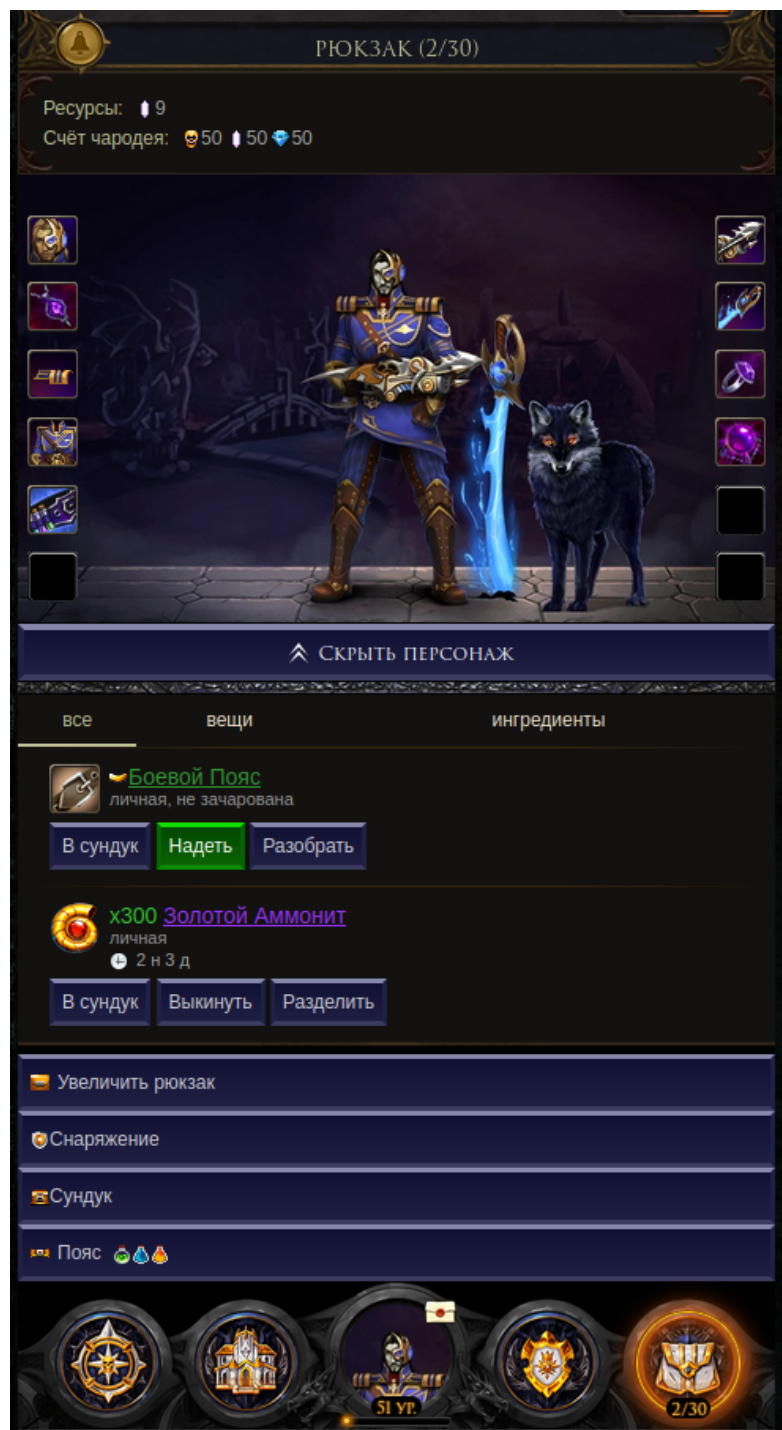 РЮКЗАК (2/30)
Ресурсы: 9
Счёт чародея: 50 50 50
Скрыть персонаж
все вещи ингредиенты
Боевой Пояс
личная, не зачарована
В сундук Надеть Разобрать
x300 Золотой Аммонит
личная
2 н 3 д
В сундук Выкинуть Разделить
Увеличить рюкзак
Снаряжение
Сундук
Пояс
51 УР.
2/30